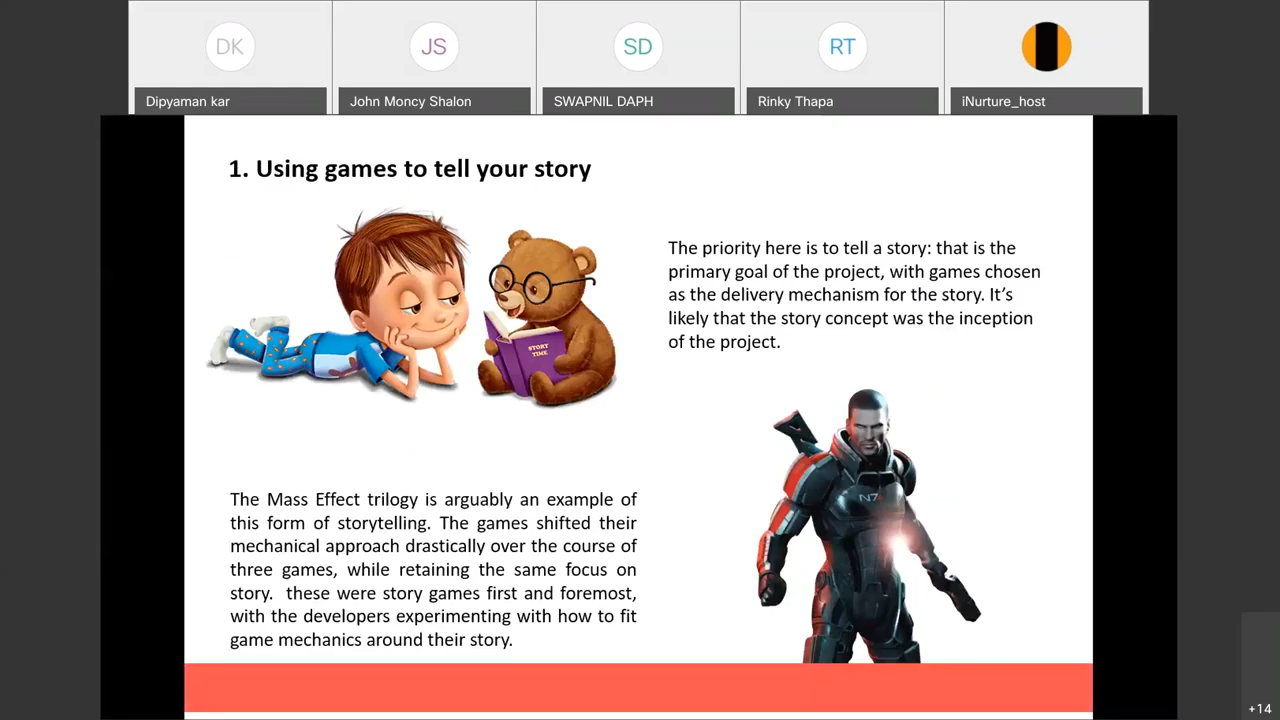 DK
JS
SD
RT
Dipyaman kar
John Moncy Shalon
SWAPNIL DAPH
Rinky Thapa
iNurture_host
1. Using games to tell your story
The priority here is to tell a story: that is the
primary goal of the project, with games chosen
as the delivery mechanism for the story. It’s
likely that the story concept was the inception
of the project.
STORY
TIME
N7
The Mass Effect trilogy is arguably an example of
this form of storytelling. The games shifted their
mechanical approach drastically over the course of
three games, while retaining the same focus on
story.  these were story games first and foremost,
with the developers experimenting with how to fit
game mechanics around their story.
+14